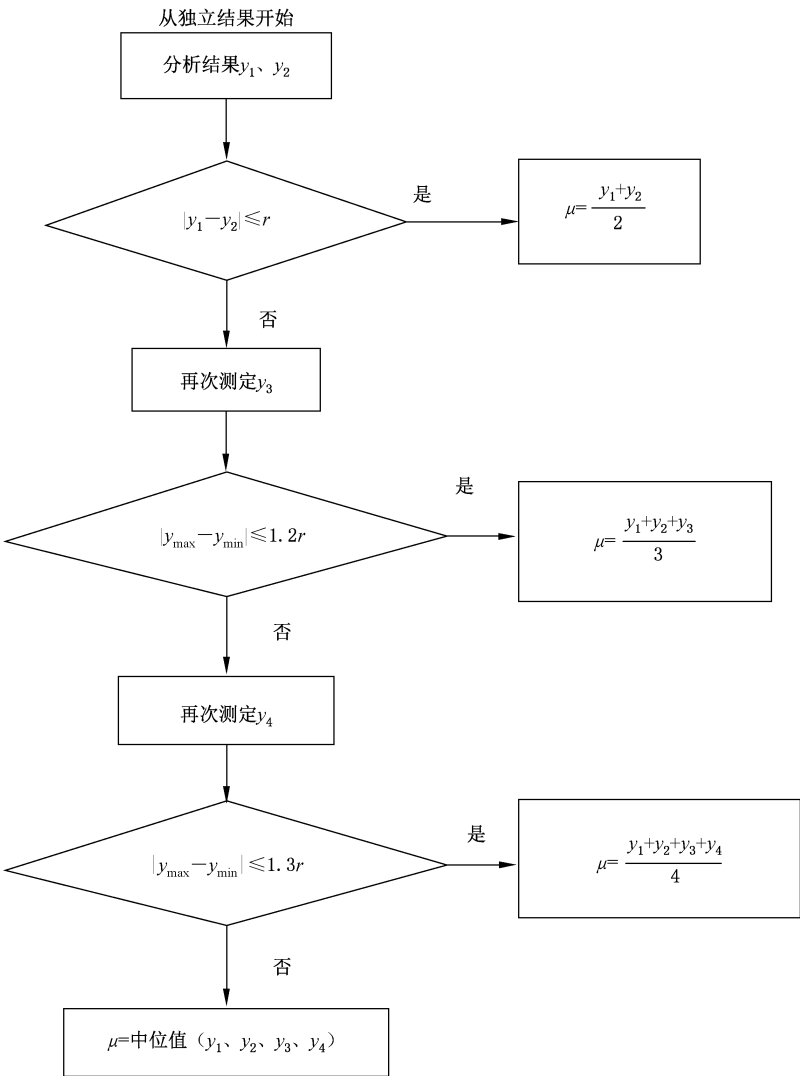 从独立结果开始
分析结果y₁、y₂
|y₁−y₂|≤r
是
μ= y₁+y₂
2
否
再次测定y₃
|ymax−ymin|≤1.2r
是
μ= y₁+y₂+y₃
3
否
再次测定y₄
|ymax−ymin|≤1.3r
是
μ= y₁+y₂+y₃+y₄
4
否
μ=中位值（y₁、y₂、y₃、y₄）